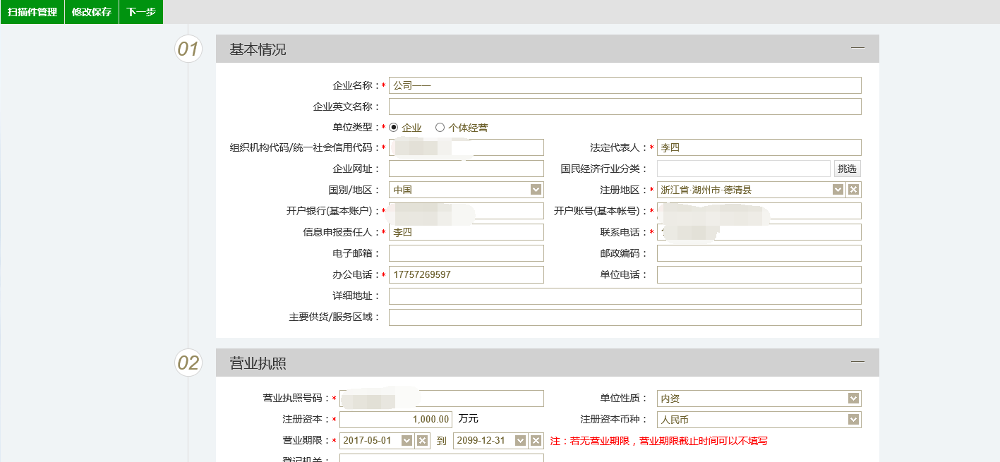 扫描件管理 修改保存 下一步
01 基本情况
企业名称：* 公司——
企业英文名称：
单位类型：* 企业 个体经营
组织机构代码/统一社会信用代码：* 法定代表人：* 李四
企业网址： 国民经济行业分类： 挑选
国别/地区： 中国 注册地区：* 浙江省·湖州市·德清县
开户银行(基本账户)：* 开户账号(基本帐号)：*
信息申报责任人：* 李四 联系电话：*
电子邮箱： 邮政编码：
办公电话：* 17757269597 单位电话：
详细地址：
主要供货/服务区域：
02 营业执照
营业执照号码：* 单位性质： 内资
注册资本：* 1,000.00 万元 注册资本币种： 人民币
营业期限：* 2017-05-01 到 2099-12-31 注：若无营业期限，营业期限截止时间可以不填写
登记机关：